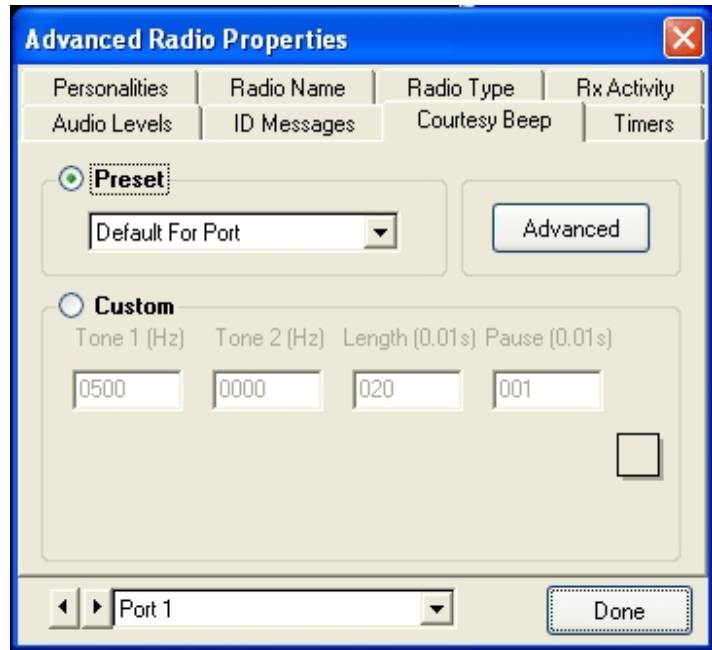 Advanced Radio Properties
Personalities Radio Name Radio Type Rx Activity
Audio Levels ID Messages Courtesy Beep Timers
Preset
Default For Port
Advanced
Custom
Tone 1 (Hz) Tone 2 (Hz) Length (0.01s) Pause (0.01s)
0500 0000 020 001
Port 1
Done